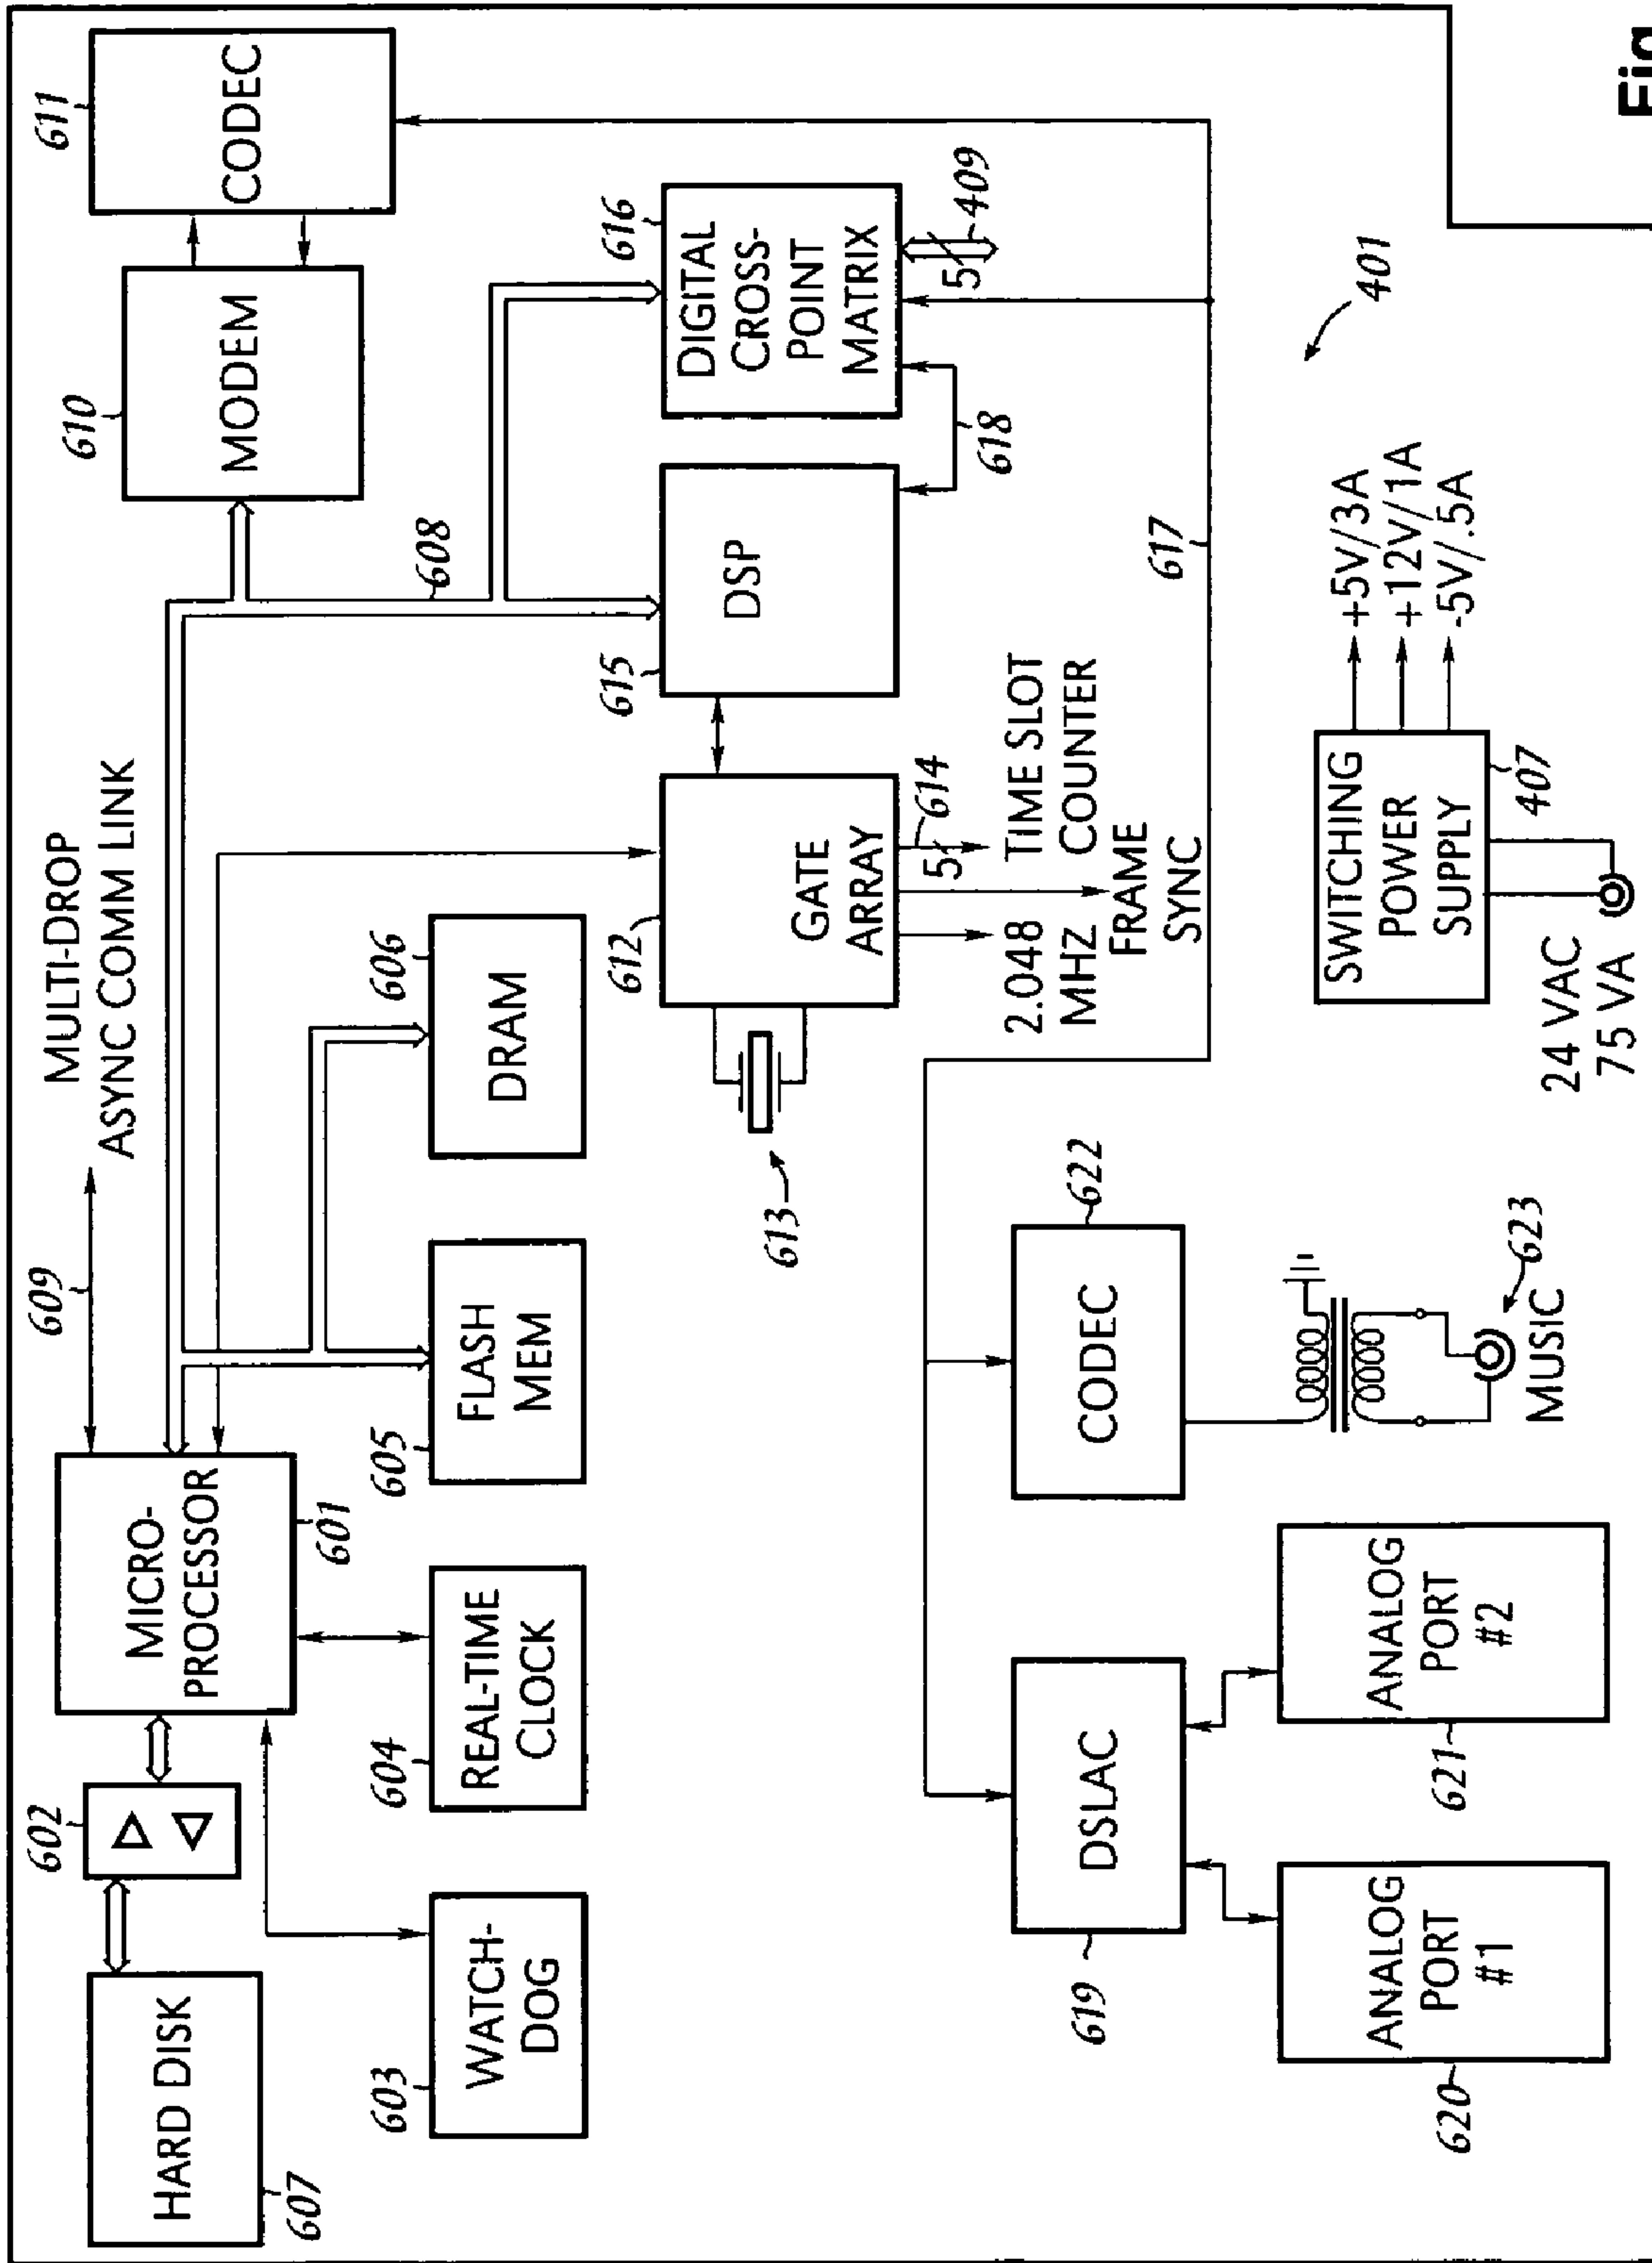 609
MULTI-DROP
ASYNC COMM LINK
611
CODEC
610
MODEM
602
MICRO-
PROCESSOR
601
HARD DISK
607
608
603
WATCH-
DOG
604
REAL-TIME
CLOCK
605
FLASH
MEM
606
DRAM
612
GATE
ARRAY
613
5
614
2.048
MHZ
TIME SLOT
COUNTER
FRAME
SYNC
615
DSP
616
DIGITAL
CROSS-
POINT
MATRIX
5
409
618
617
619
DSLAC
622
CODEC
620
ANALOG
PORT
#1
621
ANALOG
PORT
#2
623
MUSIC
SWITCHING
POWER
SUPPLY
407
24 VAC
75 VA
+5V/3A
+12V/1A
-5V/.5A
401
Fig